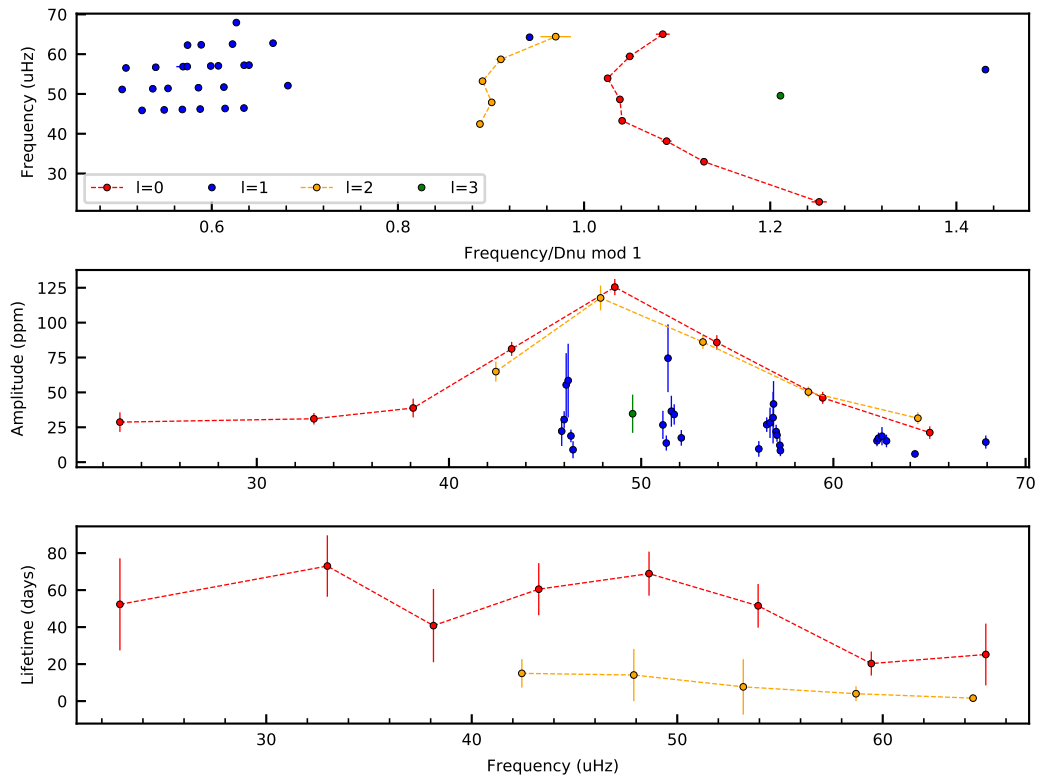 70
60
50
40
30
Frequency (uHz)
l=0 l=1 l=2 l=3
0.6 0.8 1.0 1.2 1.4
Frequency/Dnu mod 1
125
100
75
50
25
0
Amplitude (ppm)
30 40 50 60 70
80
60
40
20
0
Lifetime (days)
30 40 50 60
Frequency (uHz)